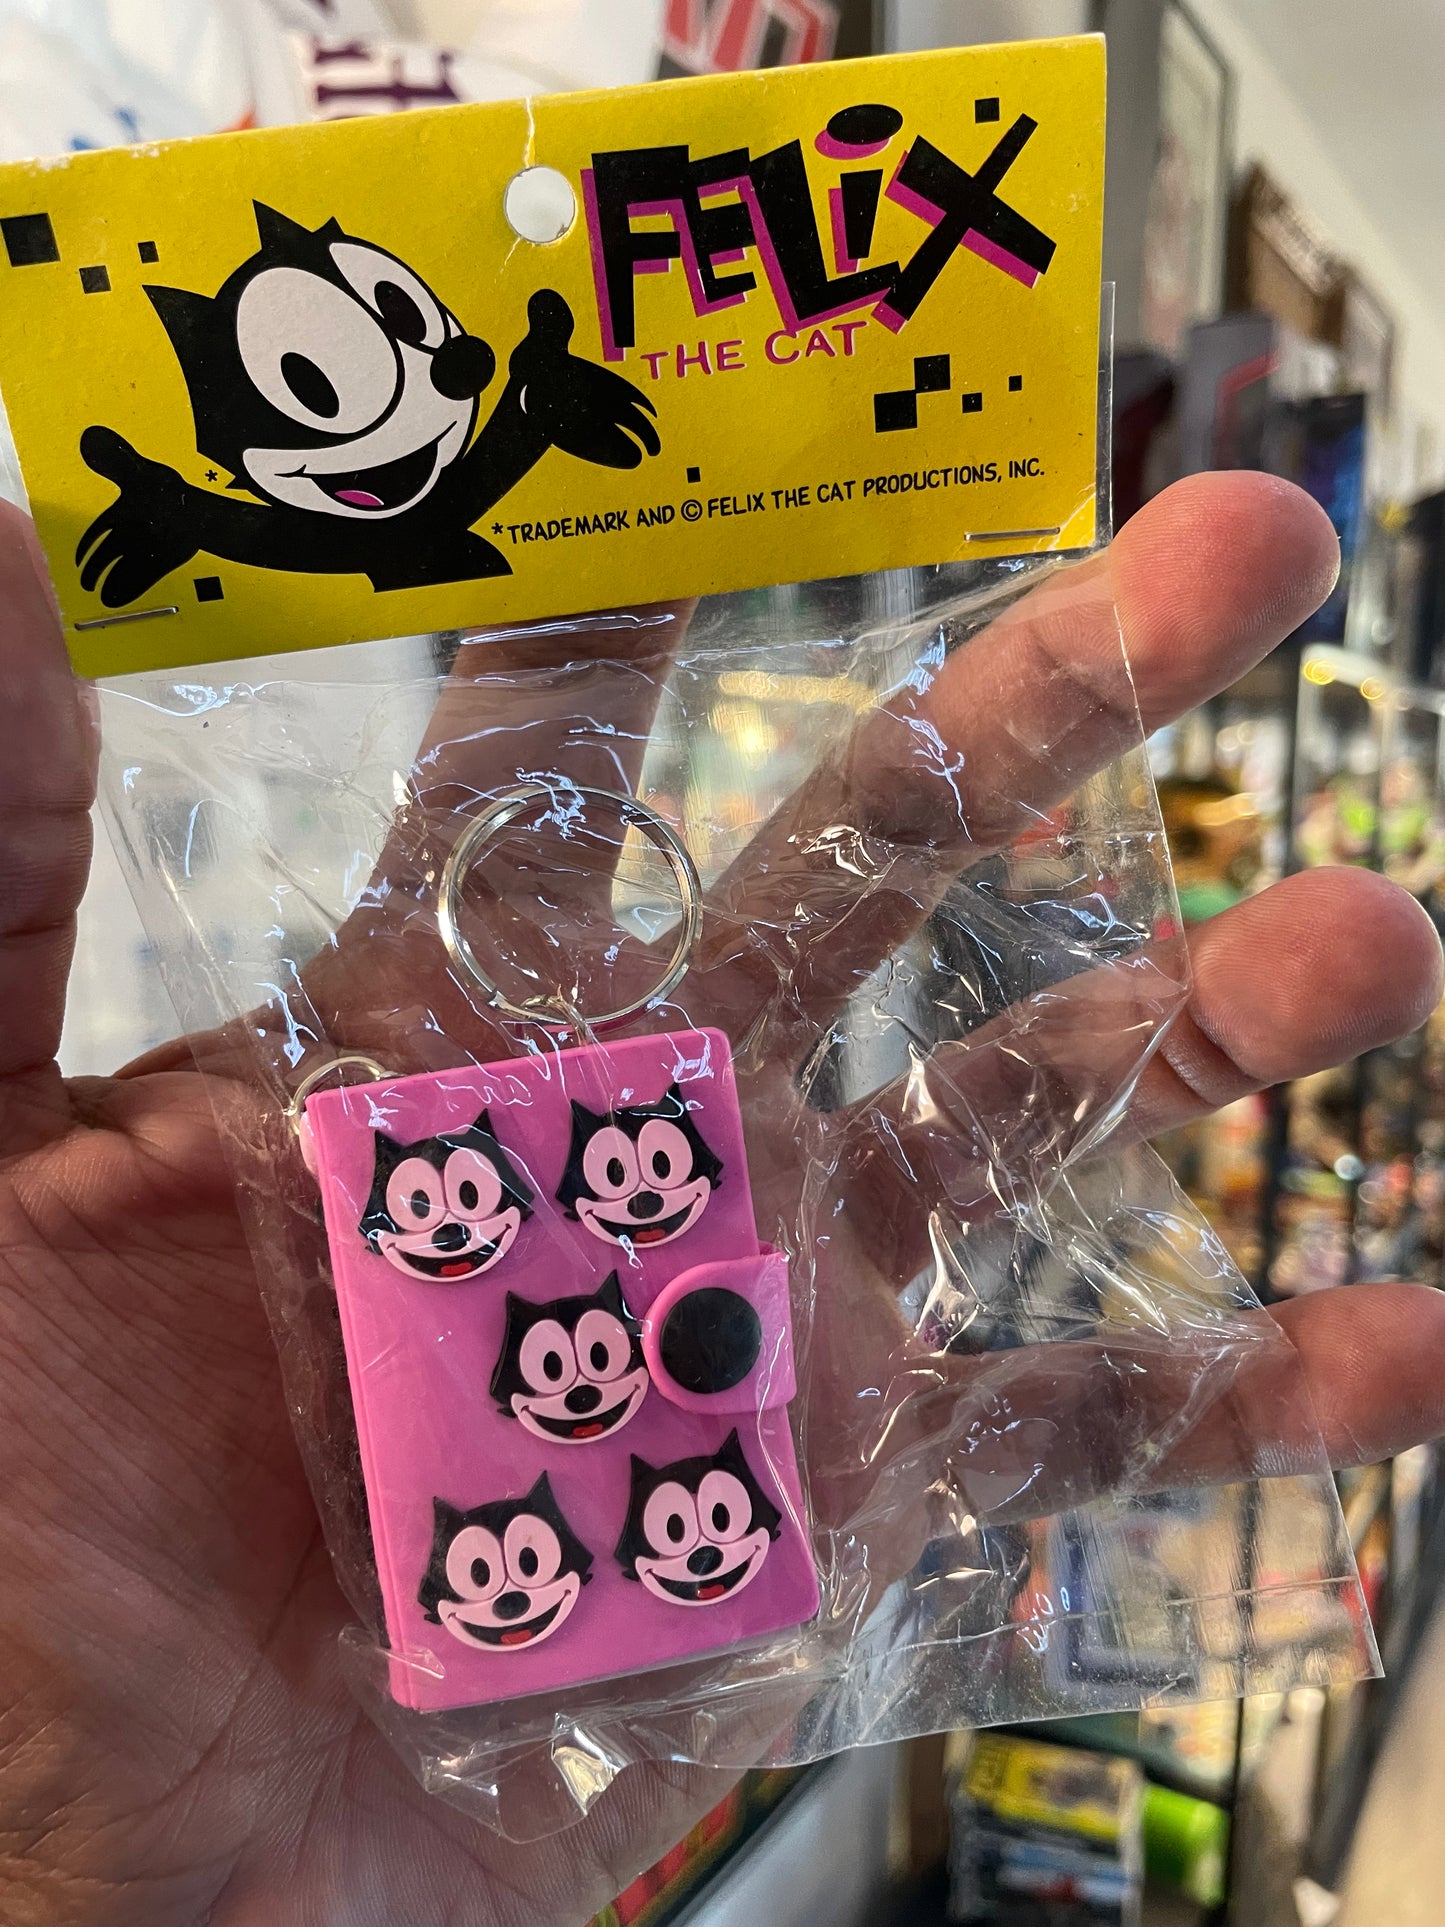 FELiX
THE CAT
*
*TRADEMARK AND © FELIX THE CAT PRODUCTIONS, INC.